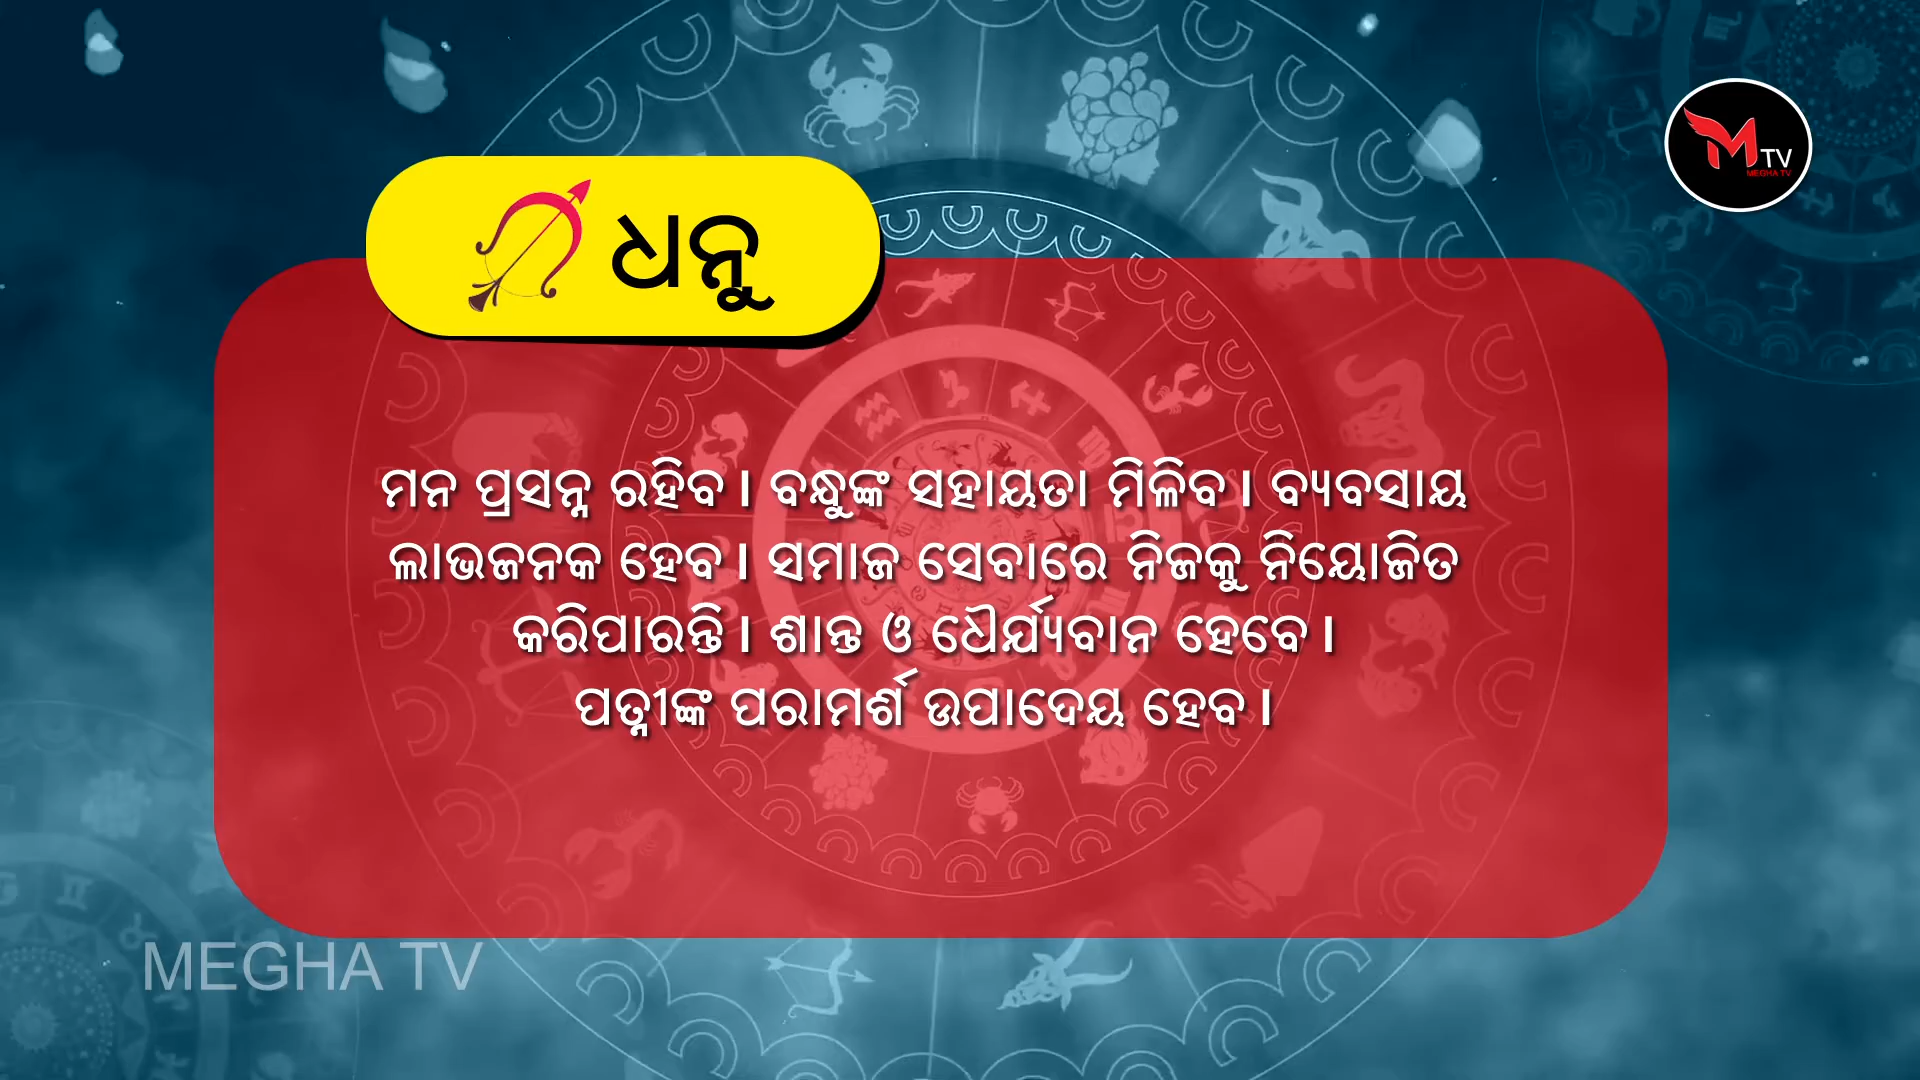 M TV
MEGHA TV
ଧନୁ
ମନ ପ୍ରସନ୍ନ ରହିବ । ବନ୍ଧୁଙ୍କ ସହାୟତା ମିଳିବ । ବ୍ୟବସାୟ
ଲାଭଜନକ ହେବ । ସମାଜ ସେବାରେ ନିଜକୁ ନିୟୋଜିତ
କରିପାରନ୍ତି । ଶାନ୍ତ ଓ ଧୈର୍ଯ୍ୟବାନ ହେବେ ।
ପତ୍ନୀଙ୍କ ପରାମର୍ଶ ଉପାଦେୟ ହେବ ।
MEGHA TV